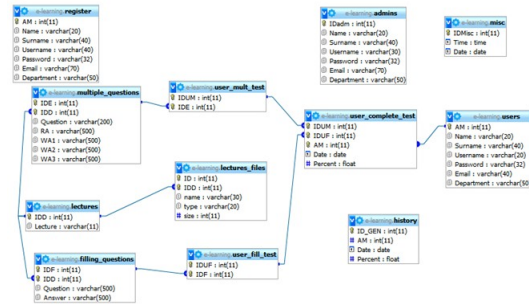 e-learning.register
AM : int(11)
Name : varchar(20)
Surname : varchar(40)
Username : varchar(40)
Password : varchar(32)
Email : varchar(70)
Department : varchar(50)
e-learning.admins
IDadm : int(11)
Name : varchar(20)
Surname : varchar(40)
Username : varchar(30)
Password : varchar(32)
Email : varchar(70)
Department : varchar(50)
e-learning.misc
IDMisc : int(11)
Time : time
Date : date
e-learning.multiple_questions
IDE : int(11)
IDD : int(11)
Question : varchar(200)
RA : varchar(500)
WA1 : varchar(500)
WA2 : varchar(500)
WA3 : varchar(500)
e-learning.user_mult_test
IDUM : int(11)
IDE : int(11)
e-learning.user_complete_test
IDUM : int(11)
IDUF : int(11)
AM : int(11)
Date : date
Percent : float
e-learning.users
AM : int(11)
Name : varchar(20)
Surname : varchar(40)
Username : varchar(20)
Password : varchar(32)
Email : varchar(40)
Department : varchar(50)
e-learning.lectures_files
ID : int(11)
IDD : int(11)
name : varchar(30)
type : varchar(20)
size : int(11)
e-learning.lectures
IDD : int(11)
Lecture : varchar(11)
e-learning.history
ID_GEN : int(11)
AM : int(11)
Date : date
Percent : float
e-learning.filling_questions
IDF : int(11)
IDD : int(11)
Question : varchar(500)
Answer : varchar(500)
e-learning.user_fill_test
IDUF : int(11)
IDF : int(11)